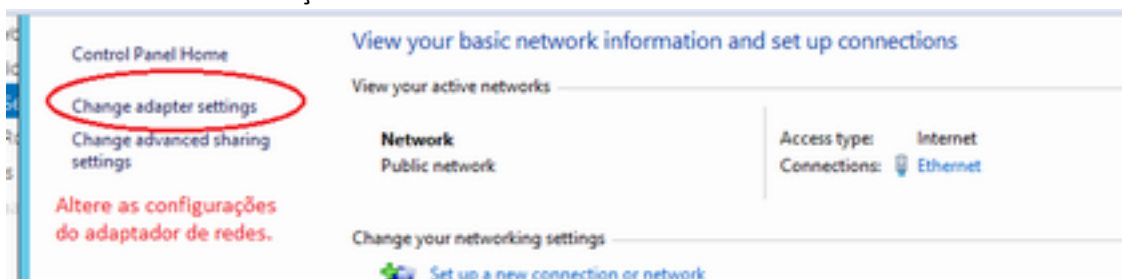 Control Panel Home
Change adapter settings
Change advanced sharing
settings
Altere as configurações
do adaptador de redes.
View your basic network information and set up connections
View your active networks
Network
Public network
Access type: Internet
Connections: Ethernet
Change your networking settings
Set up a new connection or network